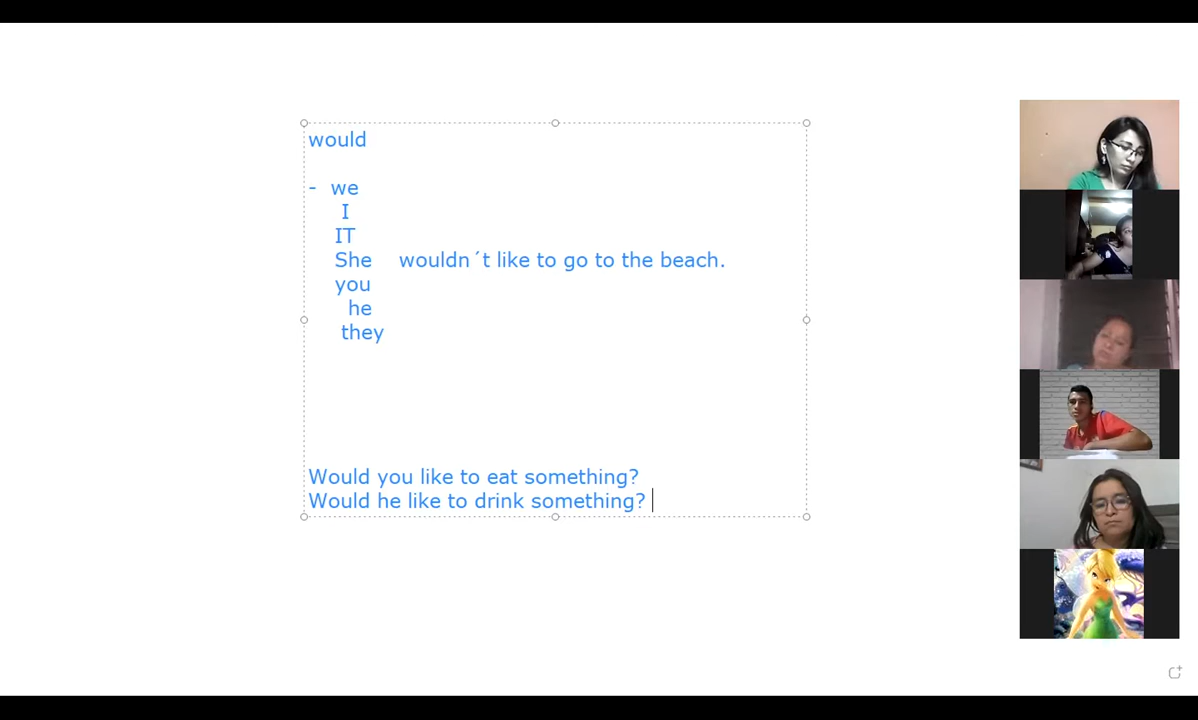 would
- we
I
IT
She wouldn´t like to go to the beach.
you
he
they
Would you like to eat something?
Would he like to drink something?